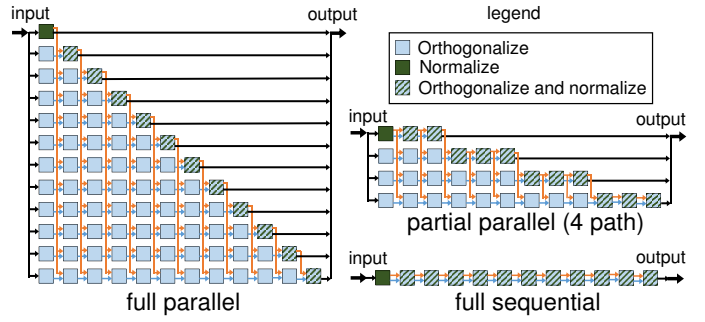 input
output
legend
Orthogonalize
Normalize
Orthogonalize and normalize
input
output
partial parallel (4 path)
input
output
full parallel
full sequential